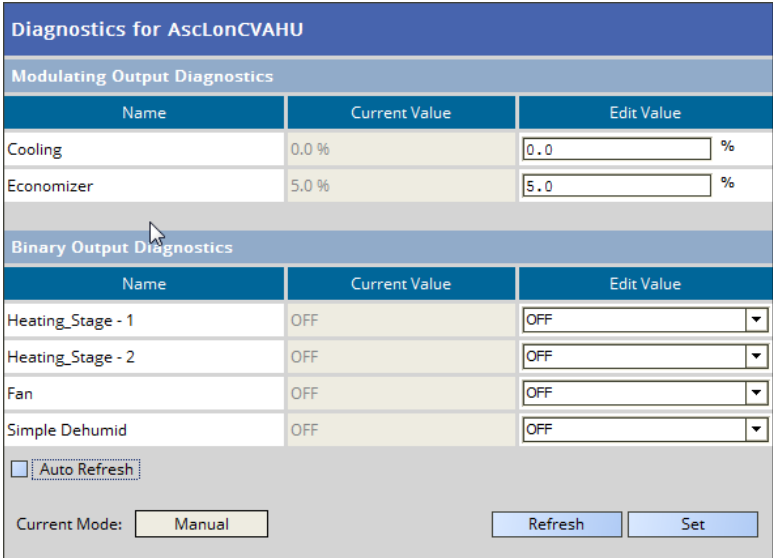 Diagnostics for AscLonCVAHU
Modulating Output Diagnostics
Name Current Value Edit Value
Cooling 0.0 % 0.0 %
Economizer 5.0 % 5.0 %
Binary Output Diagnostics
Name Current Value Edit Value
Heating_Stage - 1 OFF OFF
Heating_Stage - 2 OFF OFF
Fan OFF OFF
Simple Dehumid OFF OFF
Auto Refresh
Current Mode: Manual Refresh Set